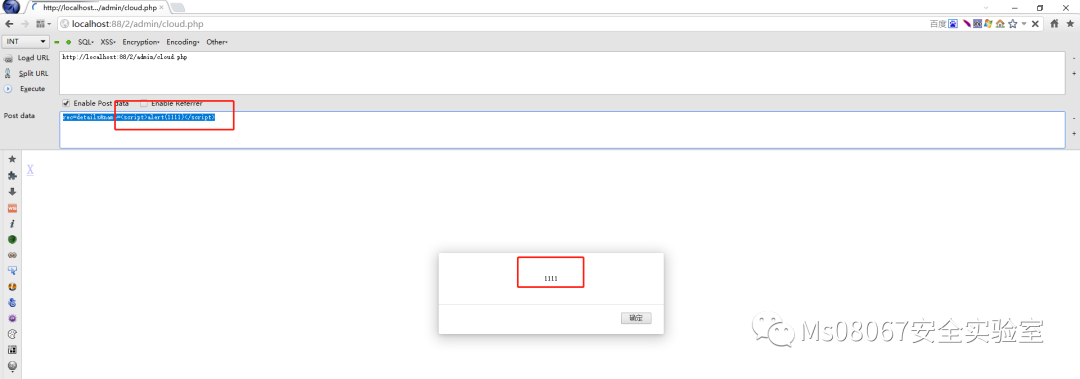 http://localhost.../admin/cloud.php
localhost:88/2/admin/cloud.php
百度
INT
SQL· XSS· Encryption· Encoding· Other·
Load URL
http://localhost:88/2/admin/cloud.php
Split URL
Execute
Enable Post data Enable Referrer
Post data
rec=details&name=<script>alert(1111)</script>
X
1111
确定
Ms08067安全实验室